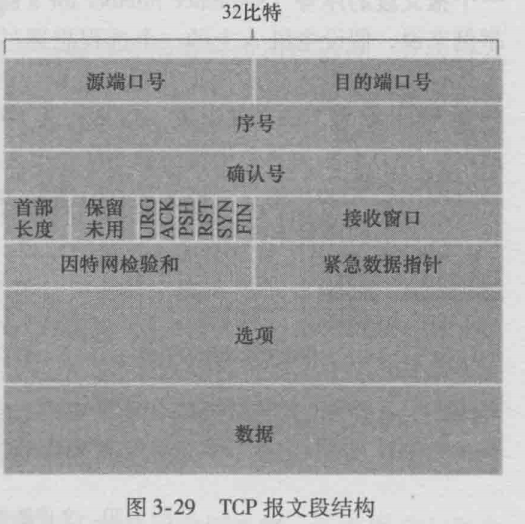 32比特
源端口号 目的端口号
序号
确认号
首部
长度
保留
未用
URG
ACK
PSH
RST
SYN
FIN
接收窗口
因特网检验和 紧急数据指针
选项
数据
图 3-29 TCP 报文段结构